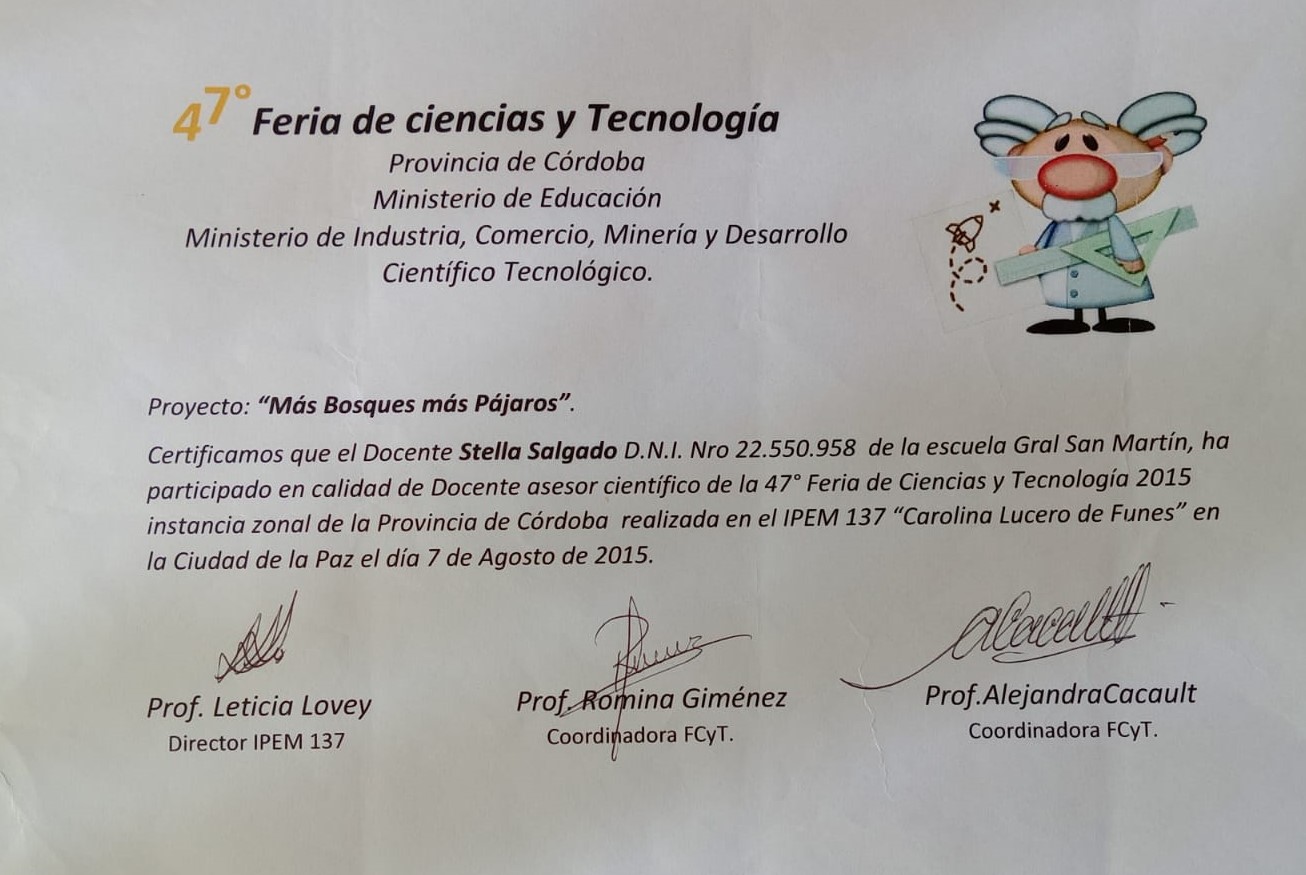 47° Feria de ciencias y Tecnología
Provincia de Córdoba
Ministerio de Educación
Ministerio de Industria, Comercio, Minería y Desarrollo
Científico Tecnológico.
Proyecto: “Más Bosques más Pájaros”.
Certificamos que el Docente Stella Salgado D.N.I. Nro 22.550.958 de la escuela Gral San Martín, ha
participado en calidad de Docente asesor científico de la 47° Feria de Ciencias y Tecnología 2015
instancia zonal de la Provincia de Córdoba realizada en el IPEM 137 “Carolina Lucero de Funes” en
la Ciudad de la Paz el día 7 de Agosto de 2015.
Prof. Leticia Lovey
Director IPEM 137
Prof. Romina Giménez
Coordinadora FCyT.
Prof.AlejandraCacault
Coordinadora FCyT.